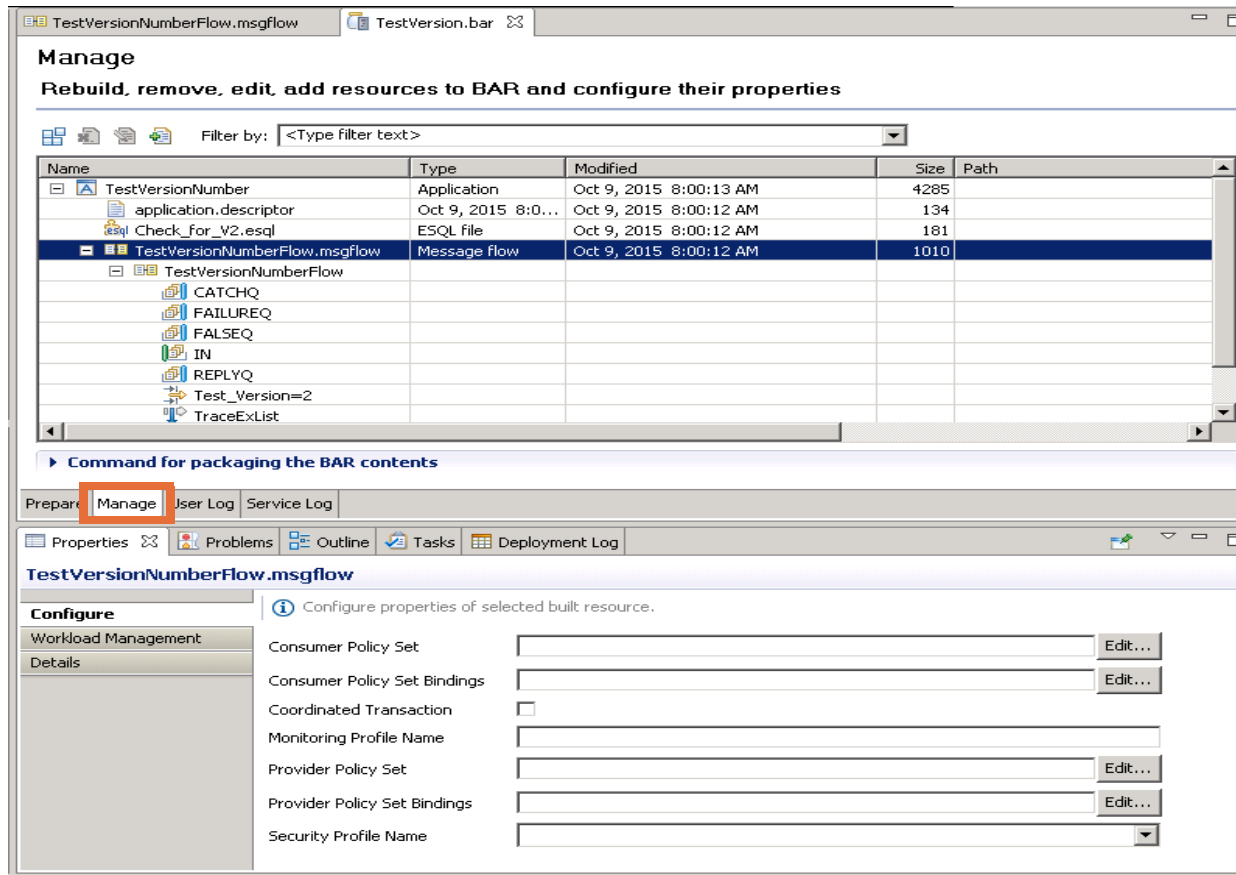 TestVersionNumberFlow.msgflow TestVersion.bar
Manage
Rebuild, remove, edit, add resources to BAR and configure their properties
Filter by: <Type filter text>
Name Type Modified Size Path
TestVersionNumber Application Oct 9, 2015 8:00:13 AM 4285
application.descriptor Oct 9, 2015 8:0... Oct 9, 2015 8:00:12 AM 134
esql Check_for_V2.esql ESQL file Oct 9, 2015 8:00:12 AM 181
TestVersionNumberFlow.msgflow Message flow Oct 9, 2015 8:00:12 AM 1010
TestVersionNumberFlow
CATCHQ
FAILUREQ
FALSEQ
IN
REPLYQ
Test_Version=2
TraceExList
Command for packaging the BAR contents
Prepare Manage User Log Service Log
Properties Problems Outline Tasks Deployment Log
TestVersionNumberFlow.msgflow
Configure
Workload Management
Details
Configure properties of selected built resource.
Consumer Policy Set Edit...
Consumer Policy Set Bindings Edit...
Coordinated Transaction
Monitoring Profile Name
Provider Policy Set Edit...
Provider Policy Set Bindings Edit...
Security Profile Name